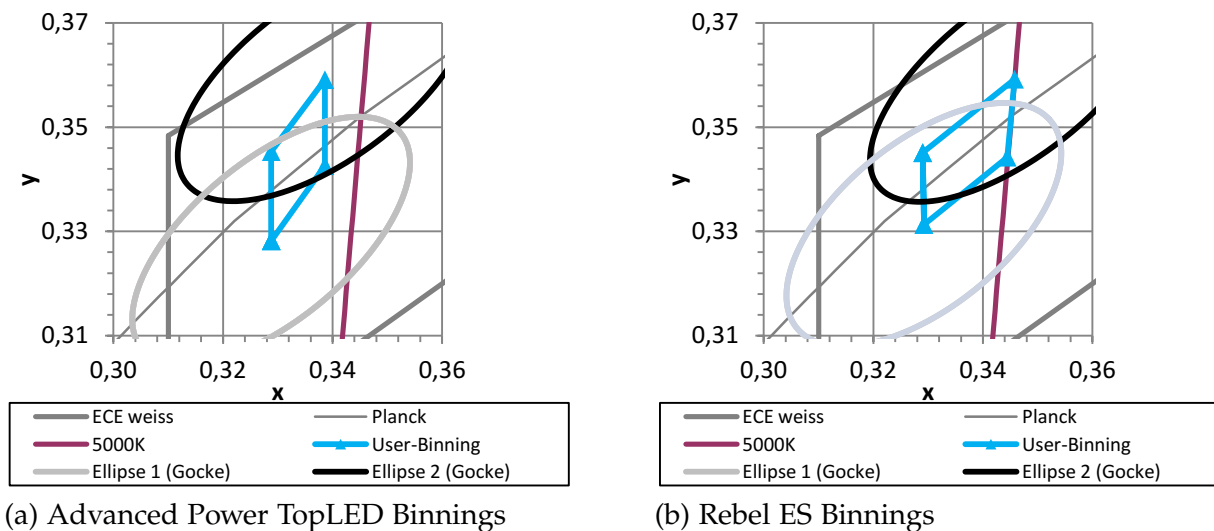 0,37
0,35
0,33
0,31
y
0,30 0,32 0,34 0,36
x
ECE weiss Planck
5000K User-Binning
Ellipse 1 (Gocke) Ellipse 2 (Gocke)
(a) Advanced Power TopLED Binnings
0,37
0,35
0,33
0,31
y
0,30 0,32 0,34 0,36
x
ECE weiss Planck
5000K User-Binning
Ellipse 1 (Gocke) Ellipse 2 (Gocke)
(b) Rebel ES Binnings